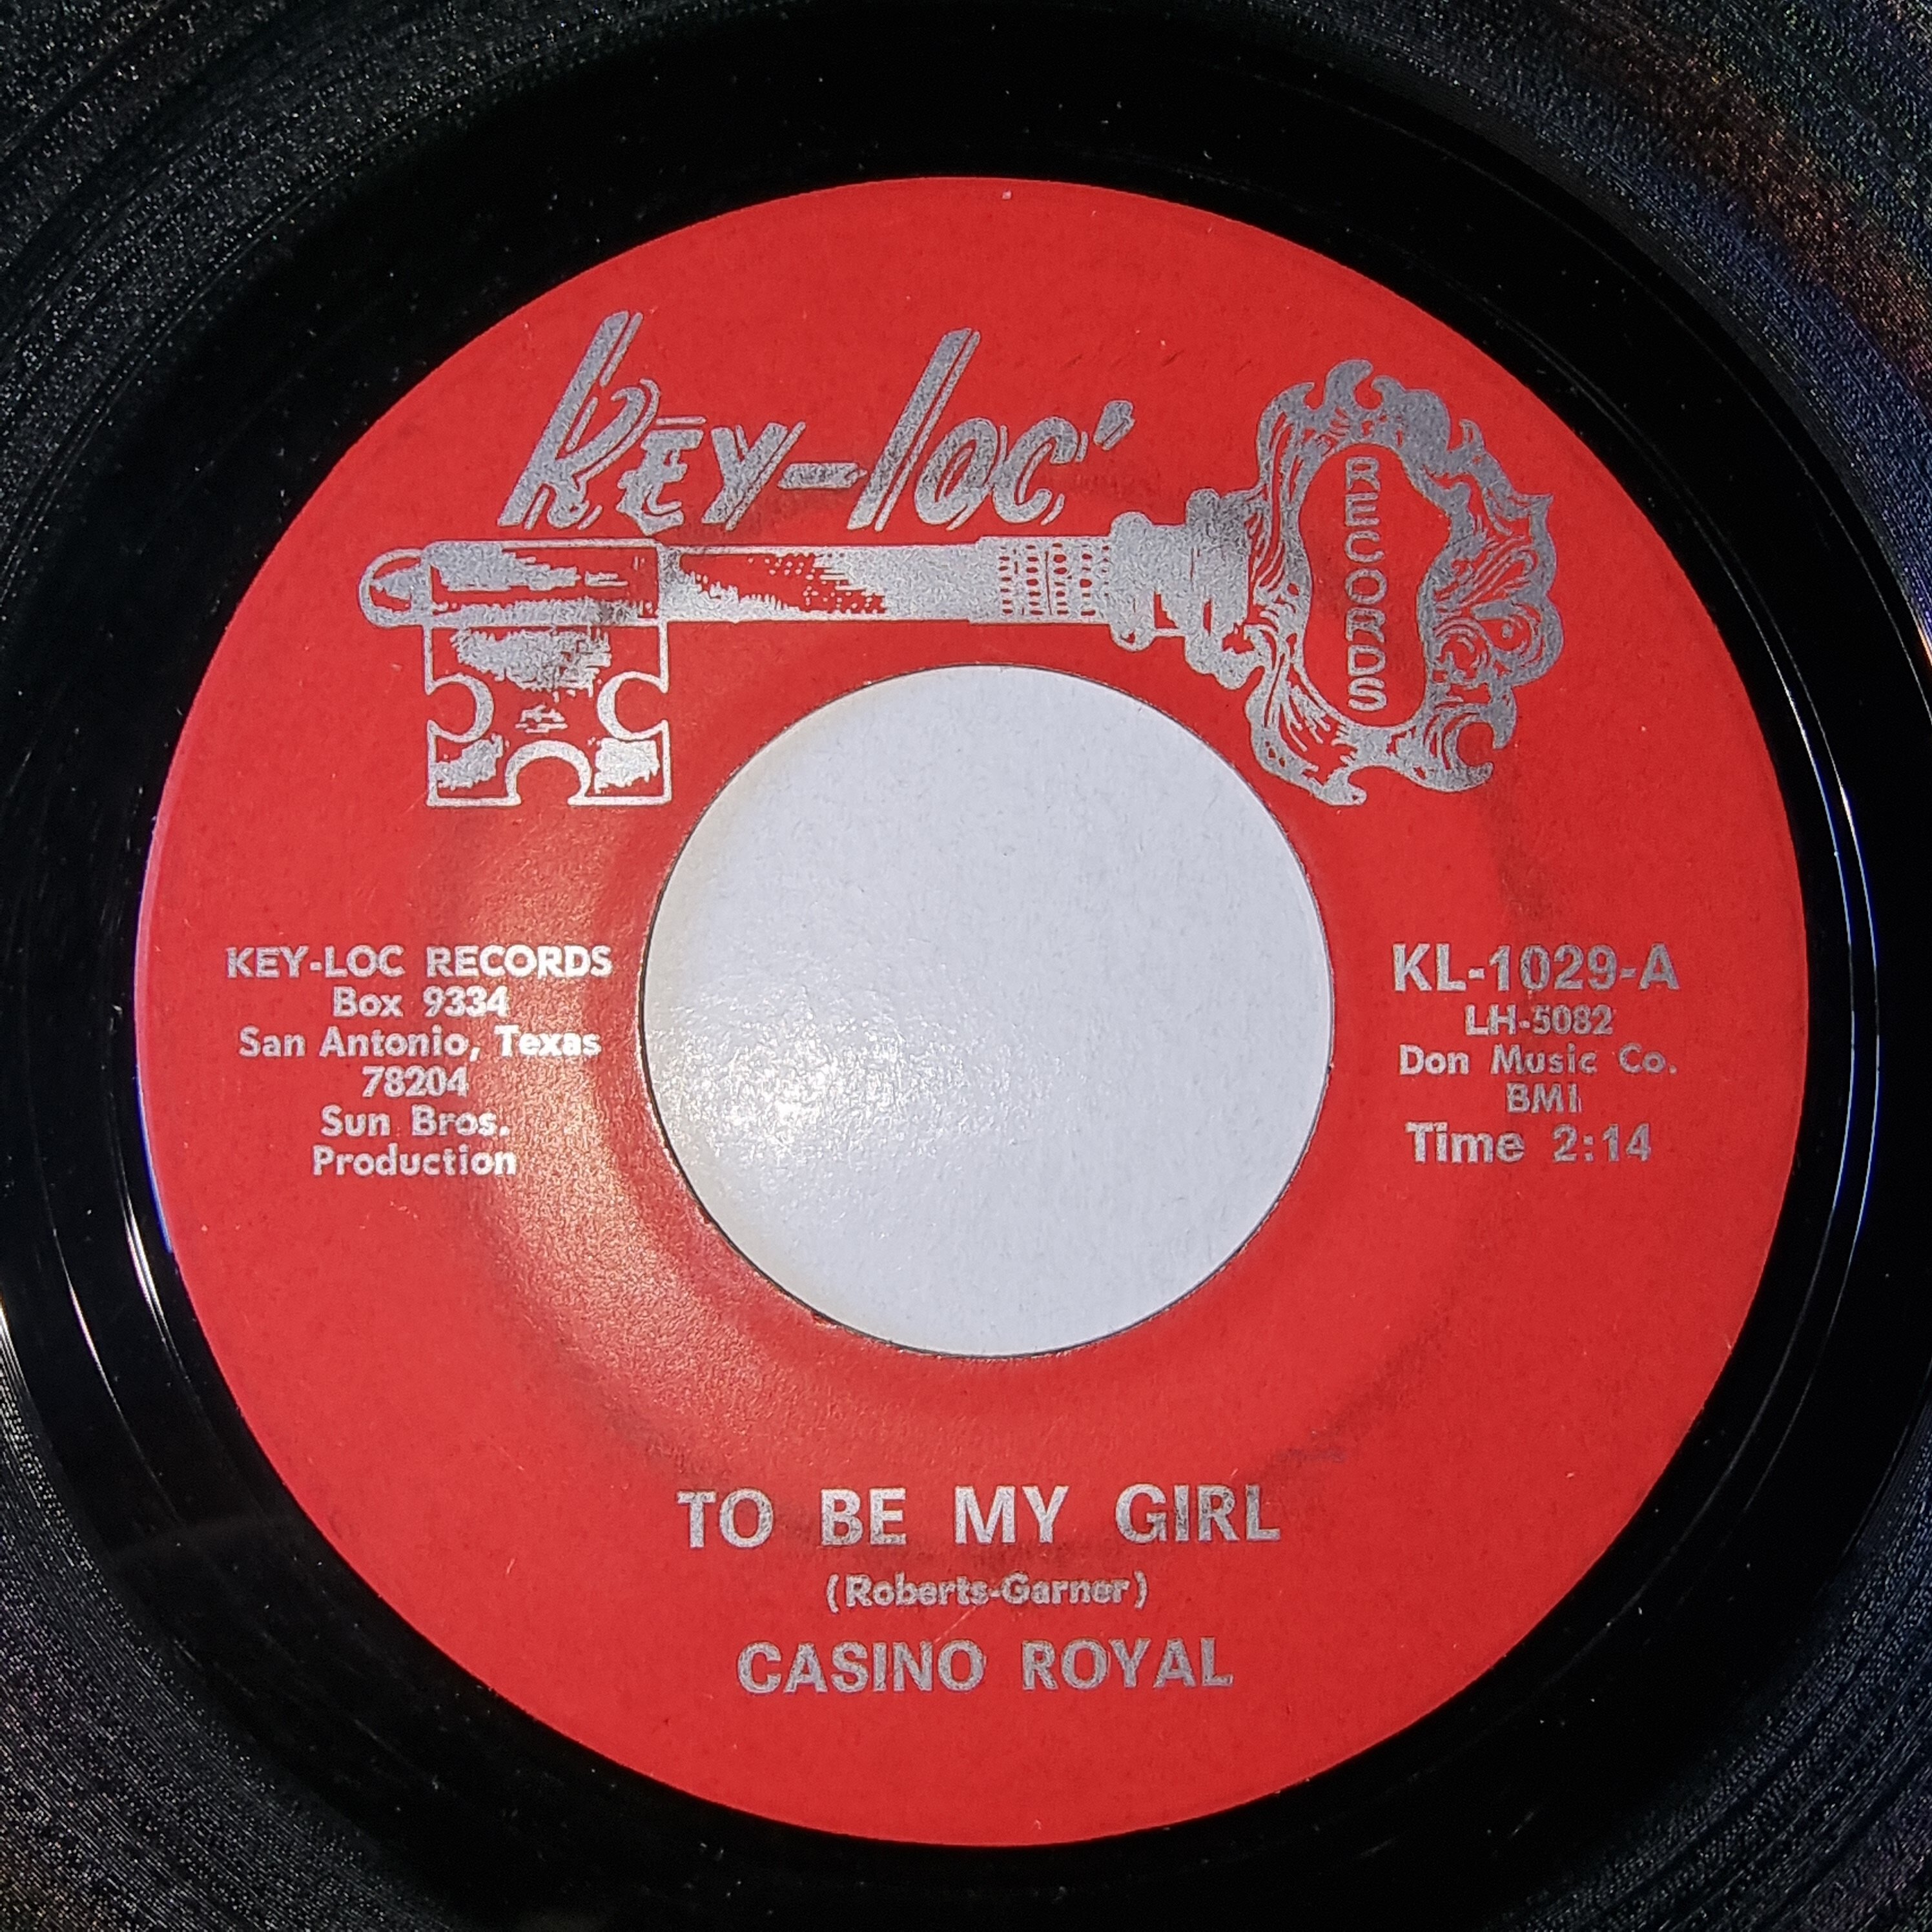 Key-Loc'
RECORDS
KEY-LOC RECORDS
Box 9334
San Antonio, Texas
78204
Sun Bros.
Production
KL-1029-A
LH-5082
Don Music Co.
BMI
Time 2:14
TO BE MY GIRL
(Roberts-Garner)
CASINO ROYAL